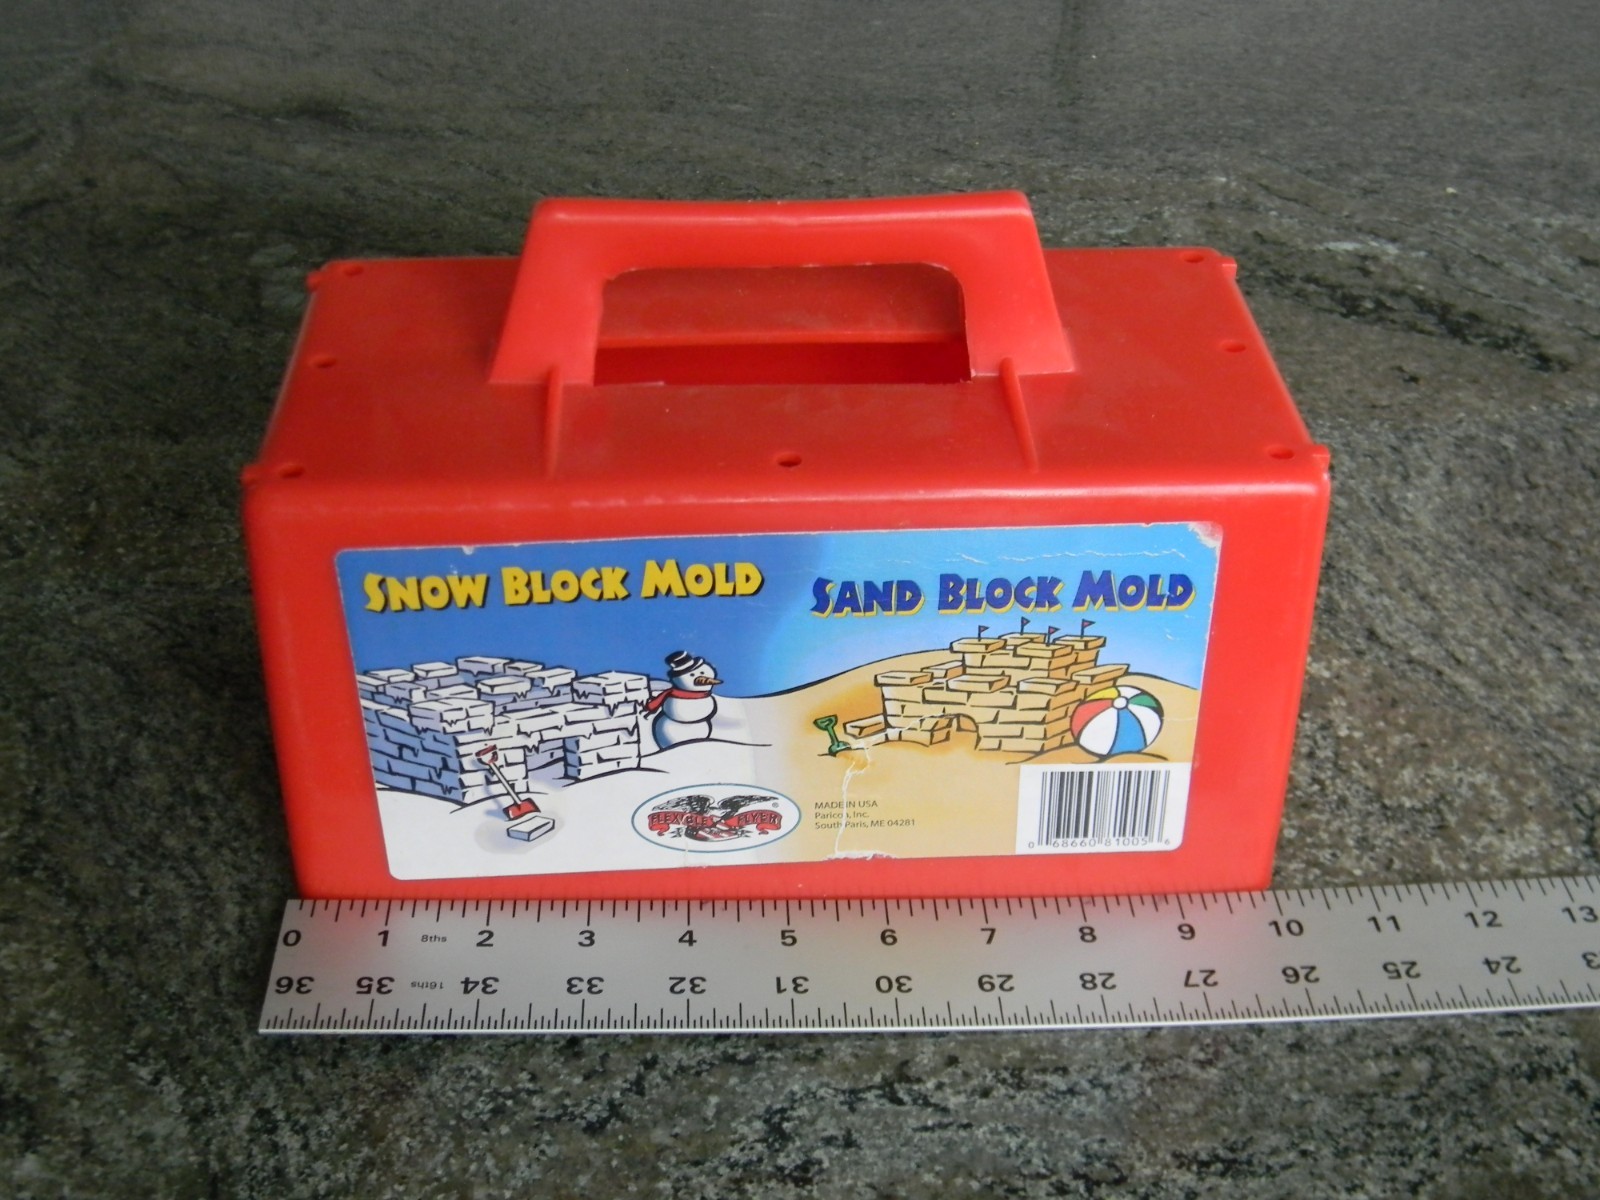 SNOW BLOCK MOLD
SAND BLOCK MOLD
FLEXIBLE FLYER
®
MADE IN USA
Paricon, Inc.
South Paris, ME 04281
0 68660 81005 6
0 1 8ths 2 3 4 5 6 7 8 9 10 11 12 13
36 35 16ths 34 33 32 31 30 29 28 27 26 25 24